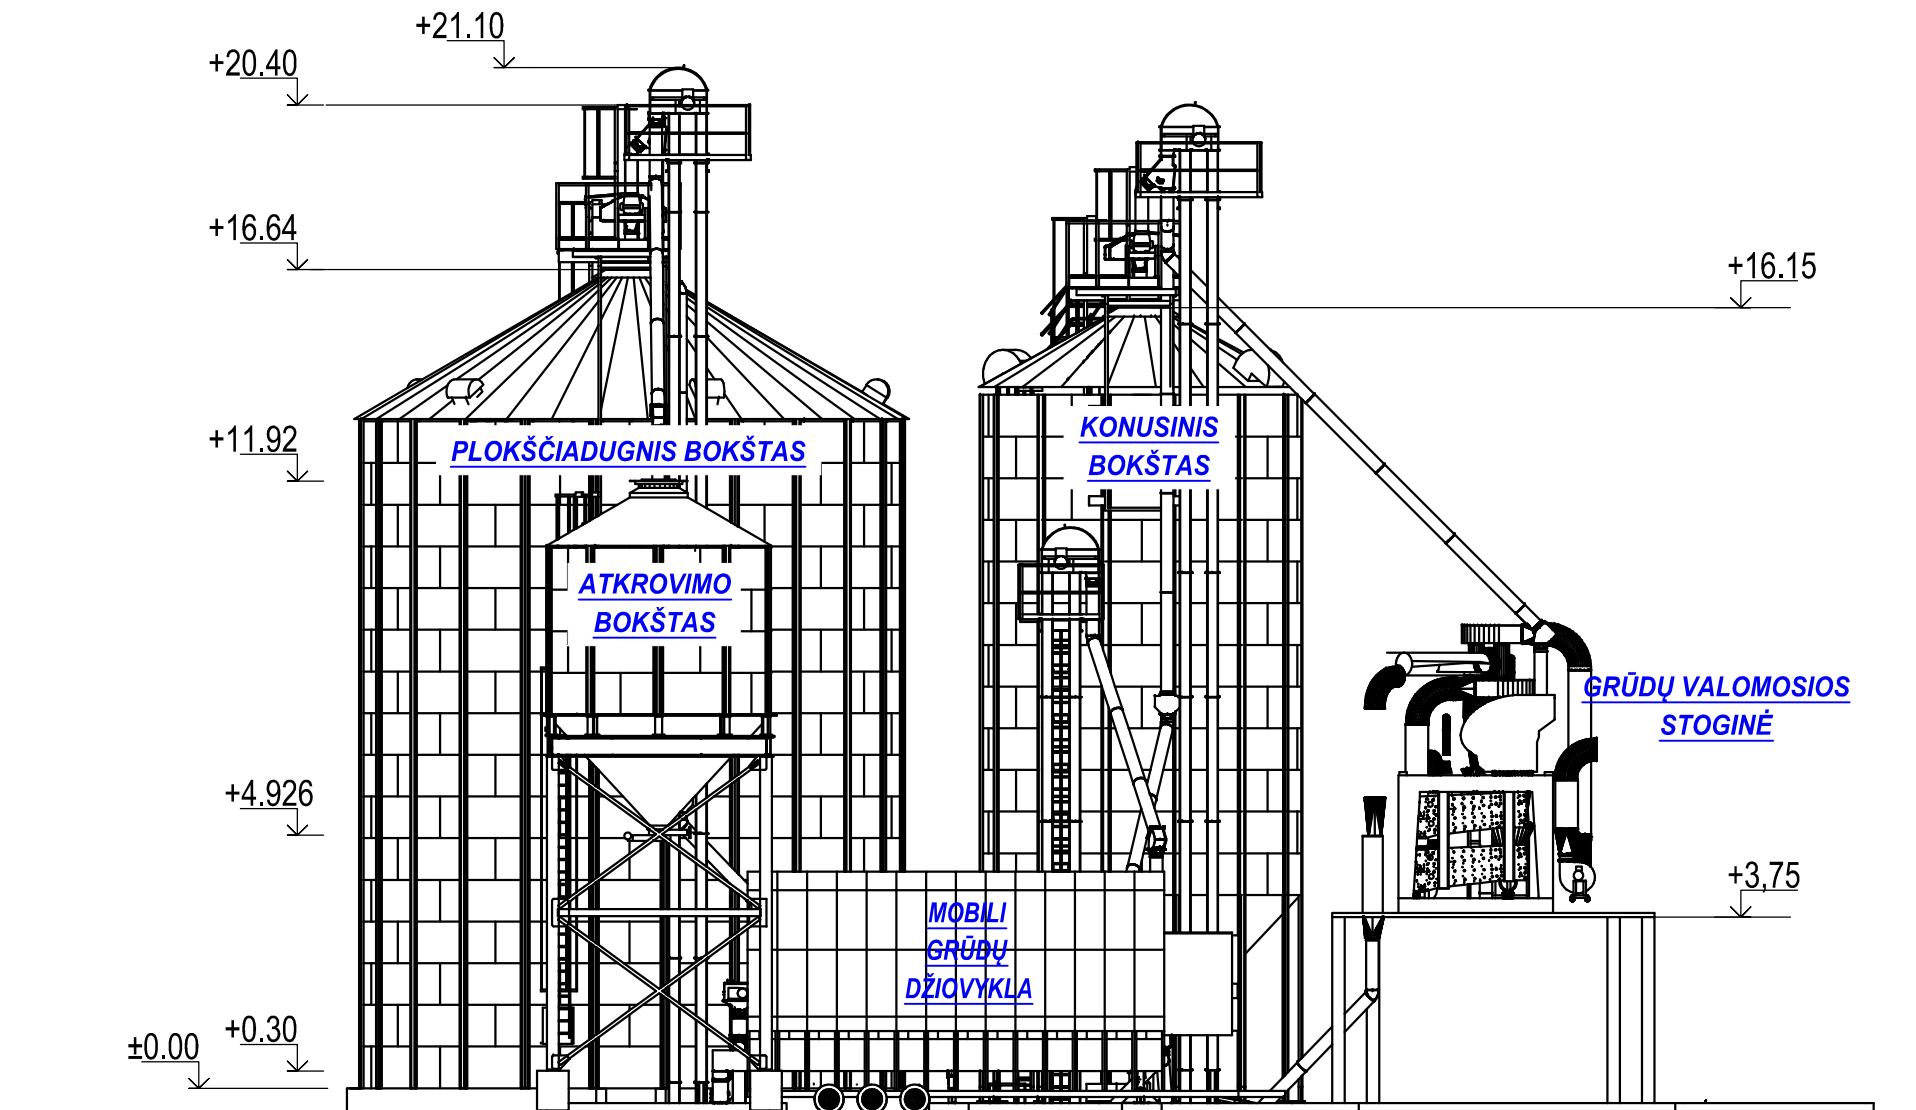 +21.10
+20.40
+16.64
+16.15
+11.92
PLOKŠČIADUGNIS BOKŠTAS
KONUSINIS
BOKŠTAS
ATKROVIMO
BOKŠTAS
GRŪDŲ VALOMOSIOS
STOGINĖ
+4.926
+3,75
MOBILI
GRŪDŲ
DŽIOVYKLA
+0.30
±0.00